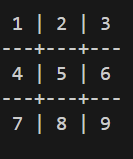 1 | 2 | 3
---+---+---
4 | 5 | 6
---+---+---
7 | 8 | 9